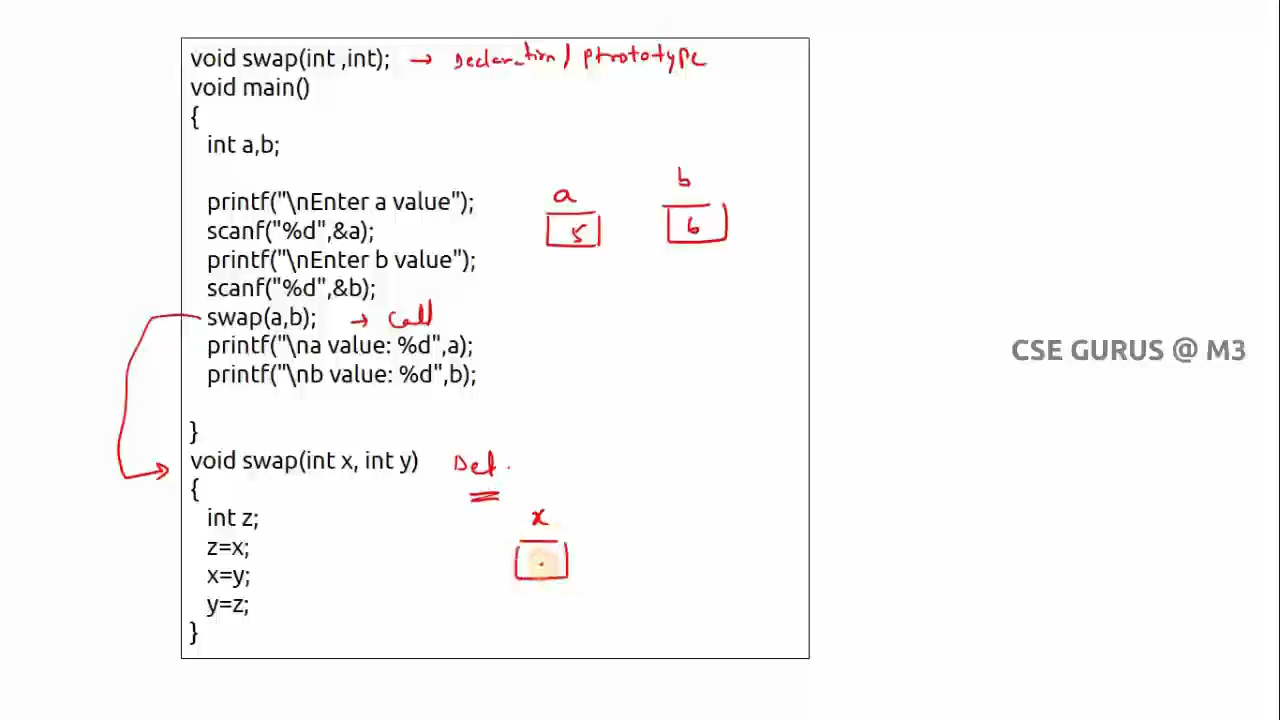 void swap(int ,int); → Declaration / prototype
void main()
{
int a,b;
a b
printf("\nEnter a value");
scanf("%d",&a); 5 6
printf("\nEnter b value");
scanf("%d",&b);
swap(a,b); → call
printf("\na value: %d",a);
CSE GURUS @ M3
printf("\nb value: %d",b);
}
void swap(int x, int y) Def.
{
int z; x
z=x;
x=y;
y=z;
}